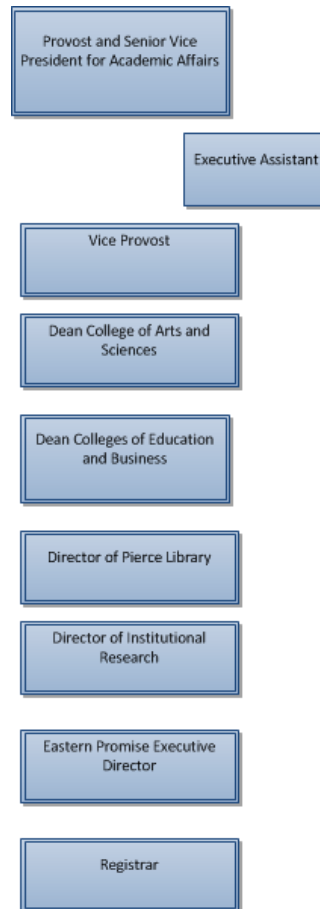 Provost and Senior Vice
President for Academic Affairs
Executive Assistant
Vice Provost
Dean College of Arts and
Sciences
Dean Colleges of Education
and Business
Director of Pierce Library
Director of Institutional
Research
Eastern Promise Executive
Director
Registrar